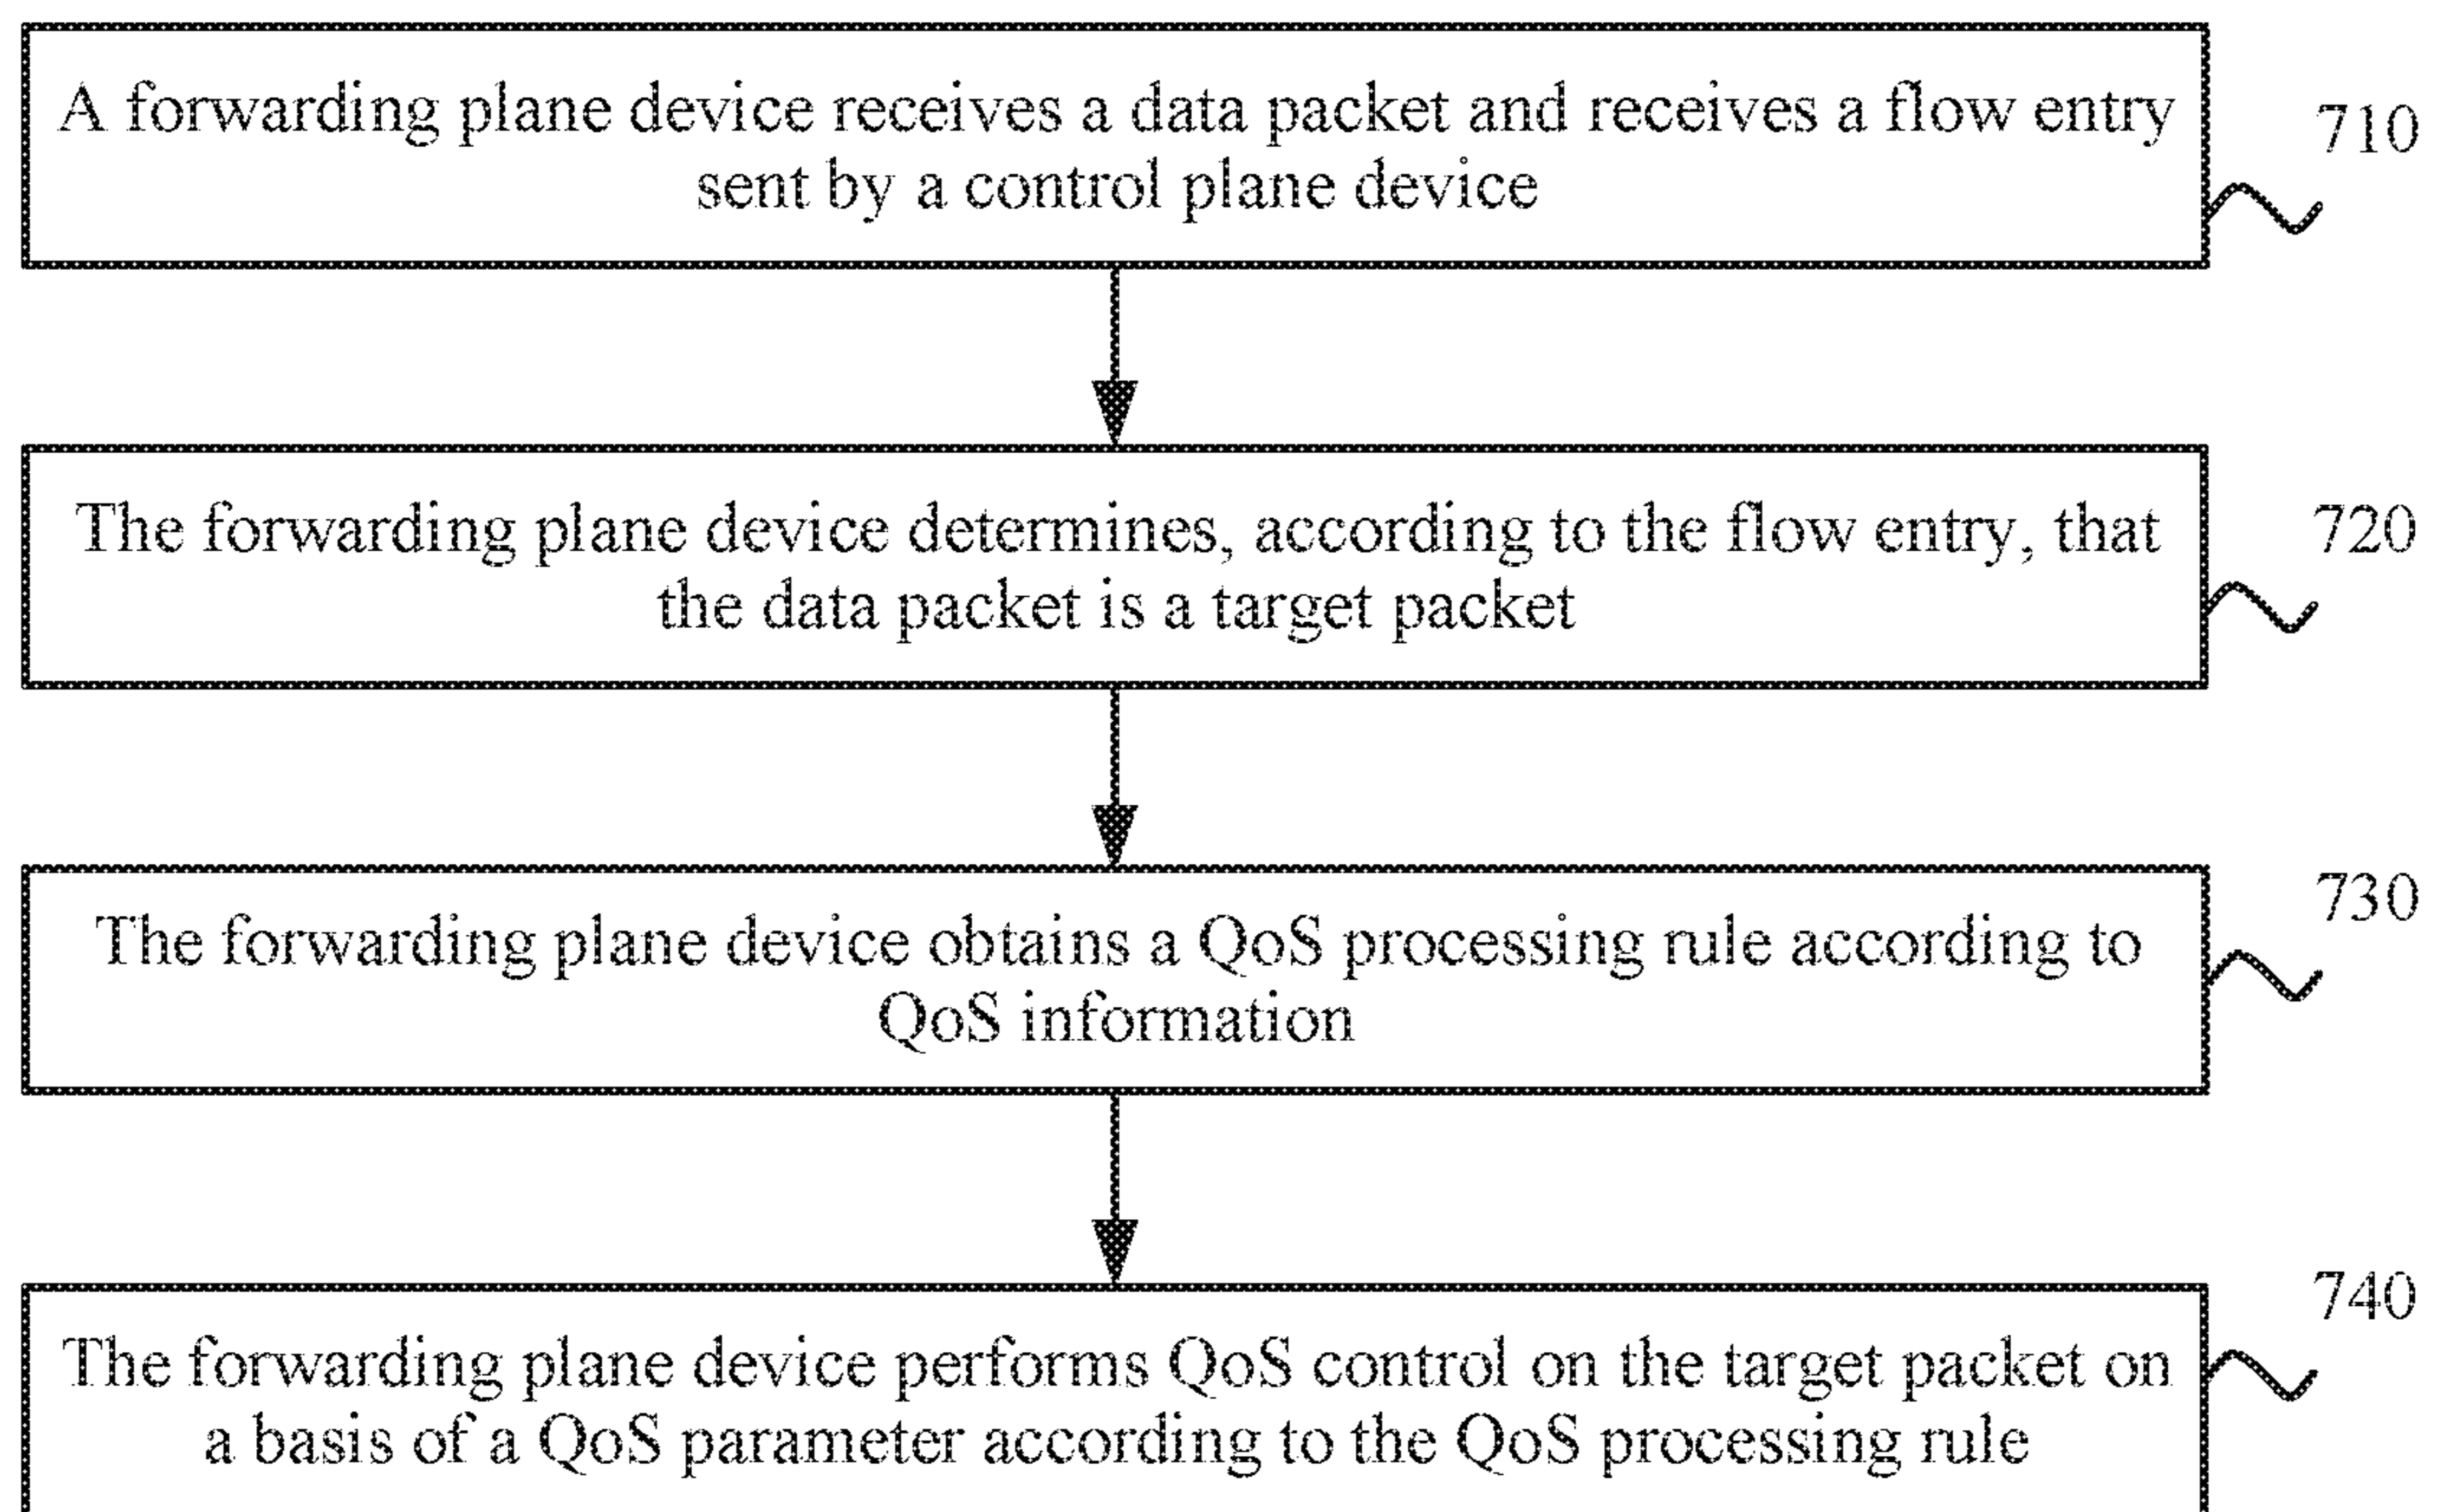 A forwarding plane device receives a data packet and receives a flow entry
sent by a control plane device
710
The forwarding plane device determines, according to the flow entry, that
the data packet is a target packet
720
The forwarding plane device obtains a QoS processing rule according to
QoS information
730
The forwarding plane device performs QoS control on the target packet on
a basis of a QoS parameter according to the QoS processing rule
740